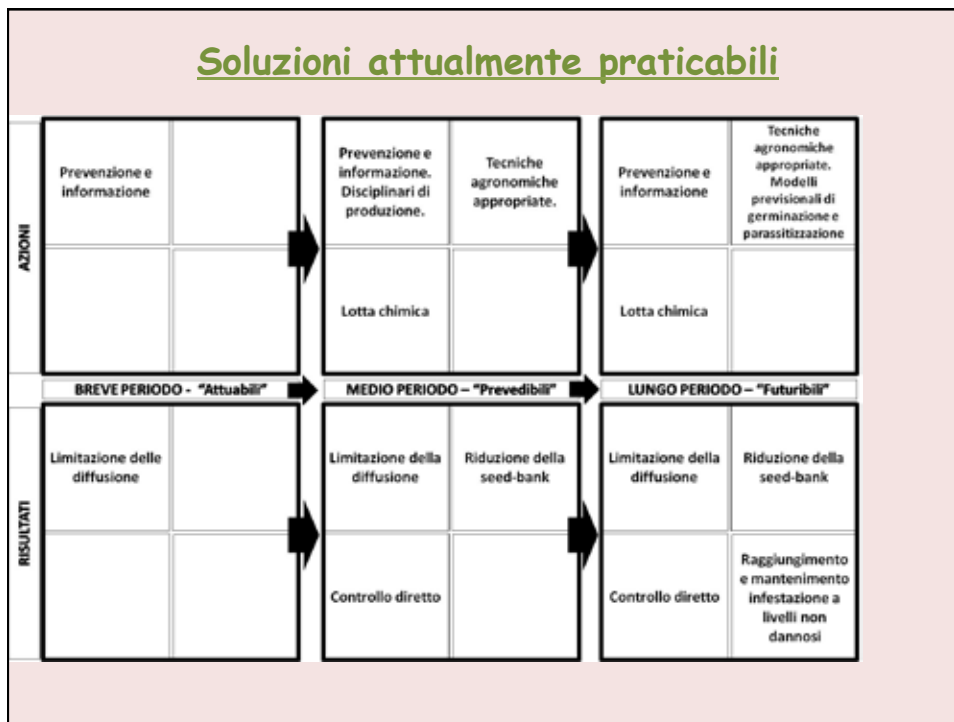 Soluzioni attualmente praticabili
AZIONI
Prevenzione e
informazione
Prevenzione e
informazione.
Disciplinari di
produzione.
Tecniche
agronomiche
appropriate.
Prevenzione e
informazione
Tecniche
agronomiche
appropriate.
Modelli
previsionali di
germinazione e
parassitizzazione
Lotta chimica
Lotta chimica
BREVE PERIODO - "Attuabili"
MEDIO PERIODO – "Prevedibili"
LUNGO PERIODO – "Futuribili"
RISULTATI
Limitazione delle
diffusione
Limitazione della
diffusione
Riduzione della
seed-bank
Limitazione della
diffusione
Riduzione della
seed-bank
Controllo diretto
Controllo diretto
Raggiungimento
e mantenimento
infestazione a
livelli non
dannosi